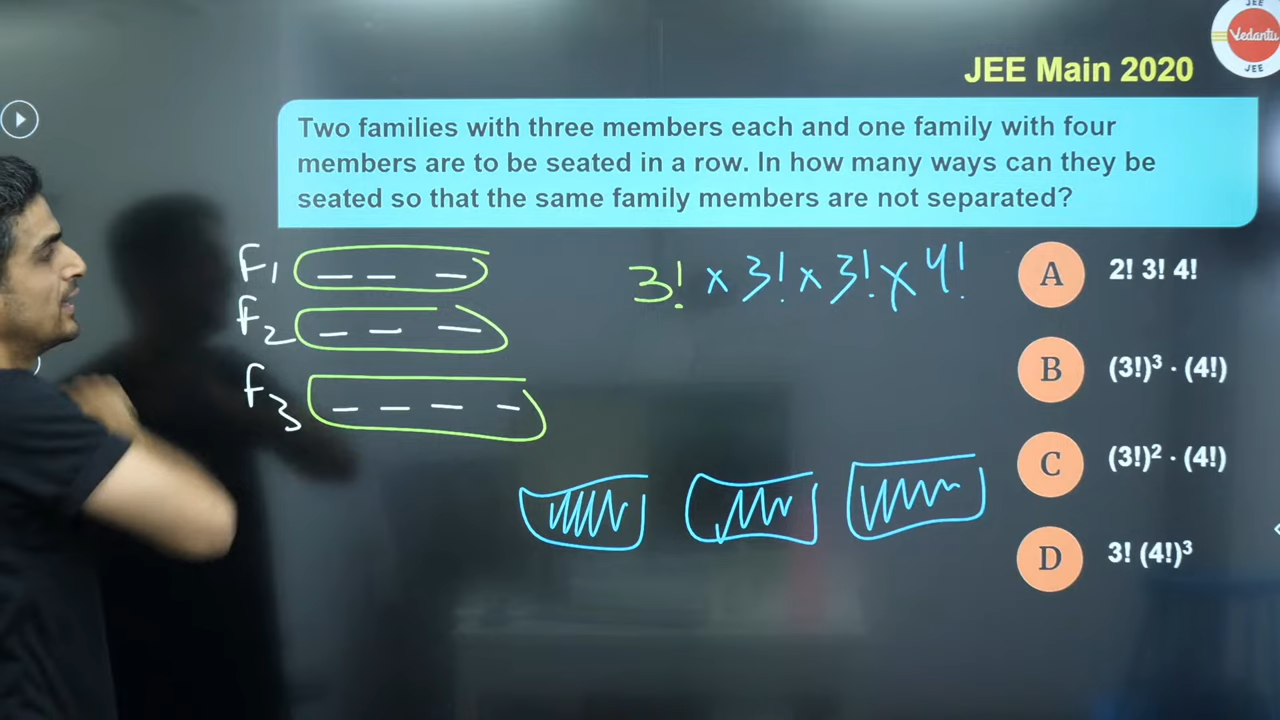 JEE
Vedantu
JEE
JEE Main 2020
Two families with three members each and one family with four
members are to be seated in a row. In how many ways can they be
seated so that the same family members are not separated?
F1
F2
F3
3! × 3! × 3! × 4!
A 2! 3! 4!
B (3!)³ · (4!)
C (3!)² · (4!)
D 3! (4!)³